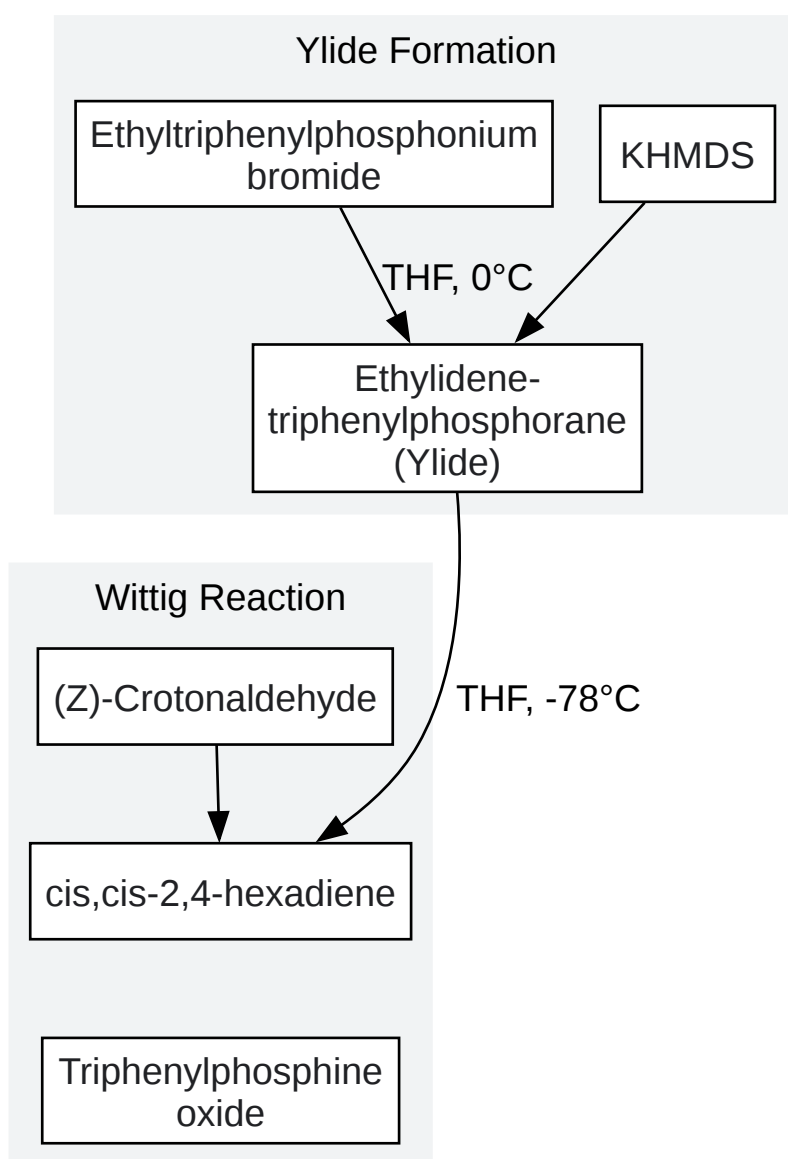 Ylide Formation
Ethyltriphenylphosphonium
bromide
KHMDS
THF, 0°C
Ethylidene-
triphenylphosphorane
(Ylide)
Wittig Reaction
(Z)-Crotonaldehyde
THF, -78°C
cis,cis-2,4-hexadiene
Triphenylphosphine
oxide